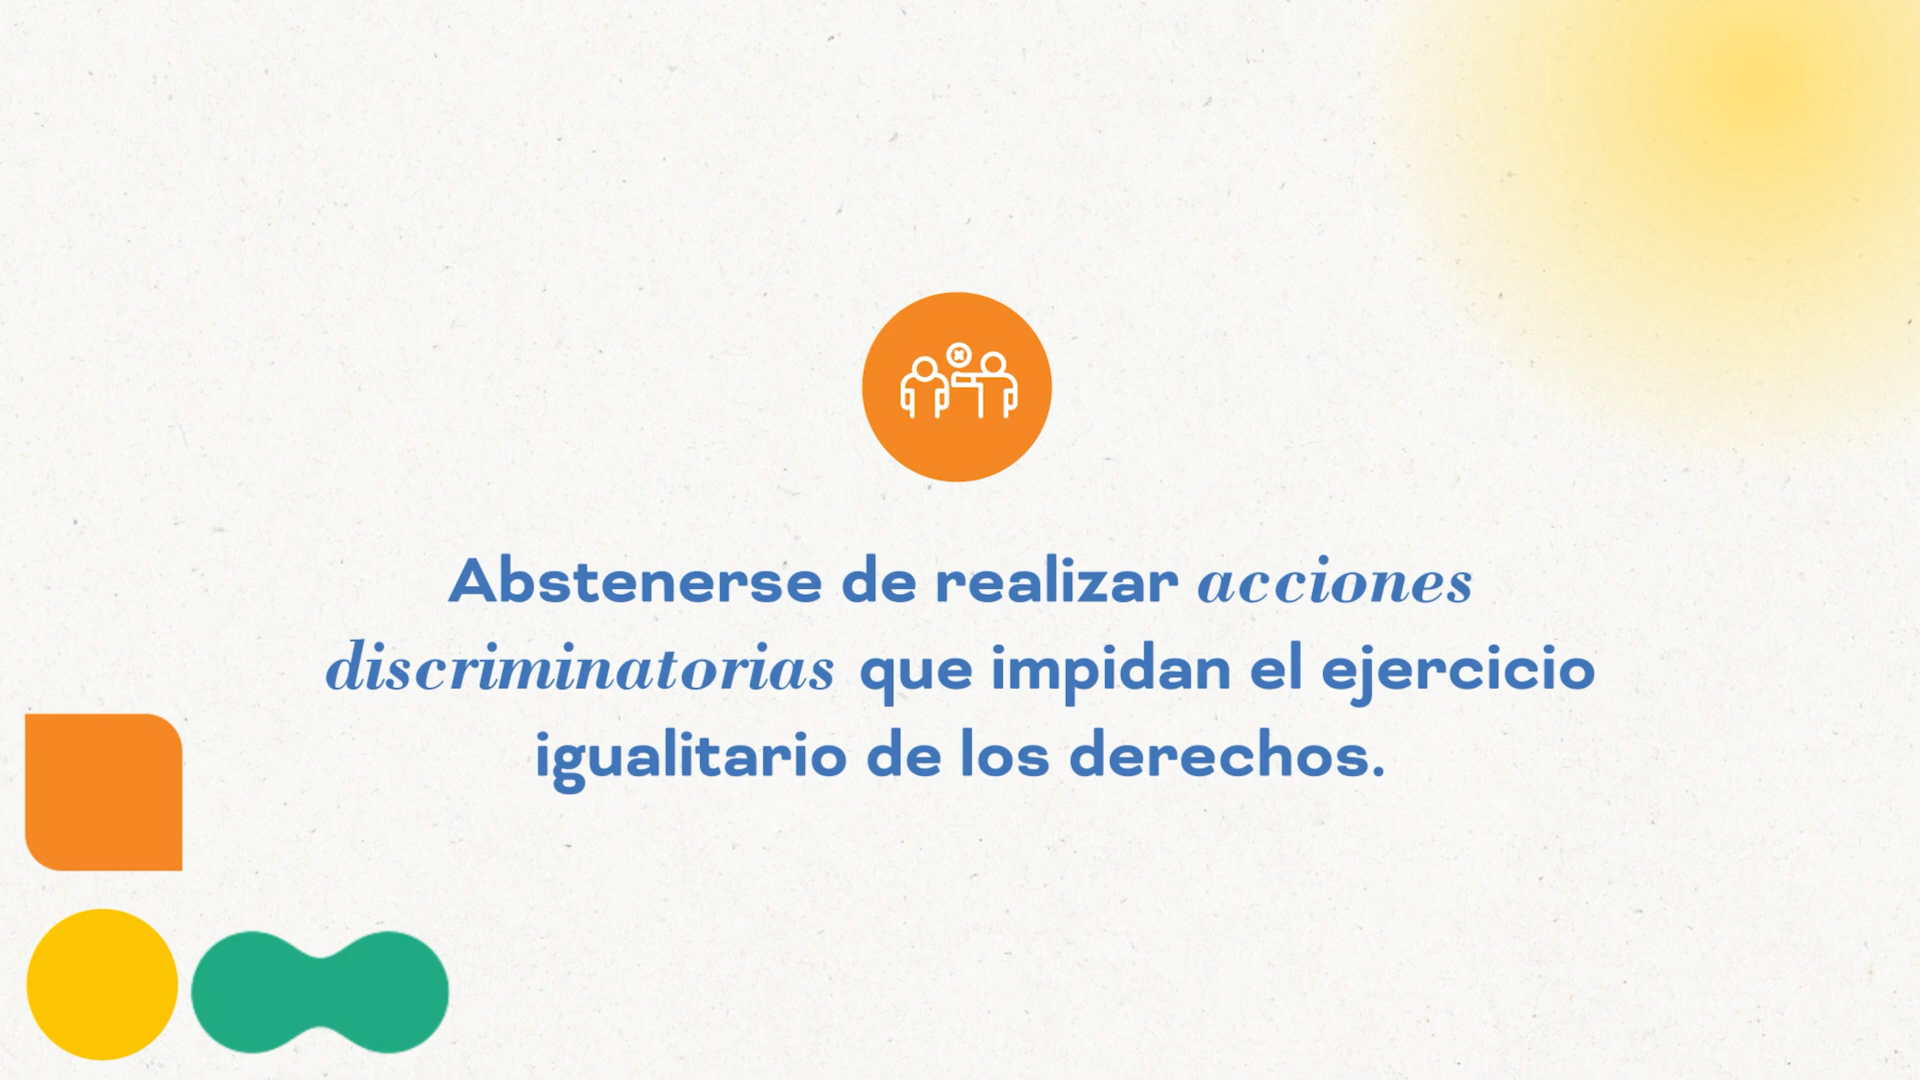 Abstenerse de realizar acciones
discriminatorias que impidan el ejercicio
igualitario de los derechos.